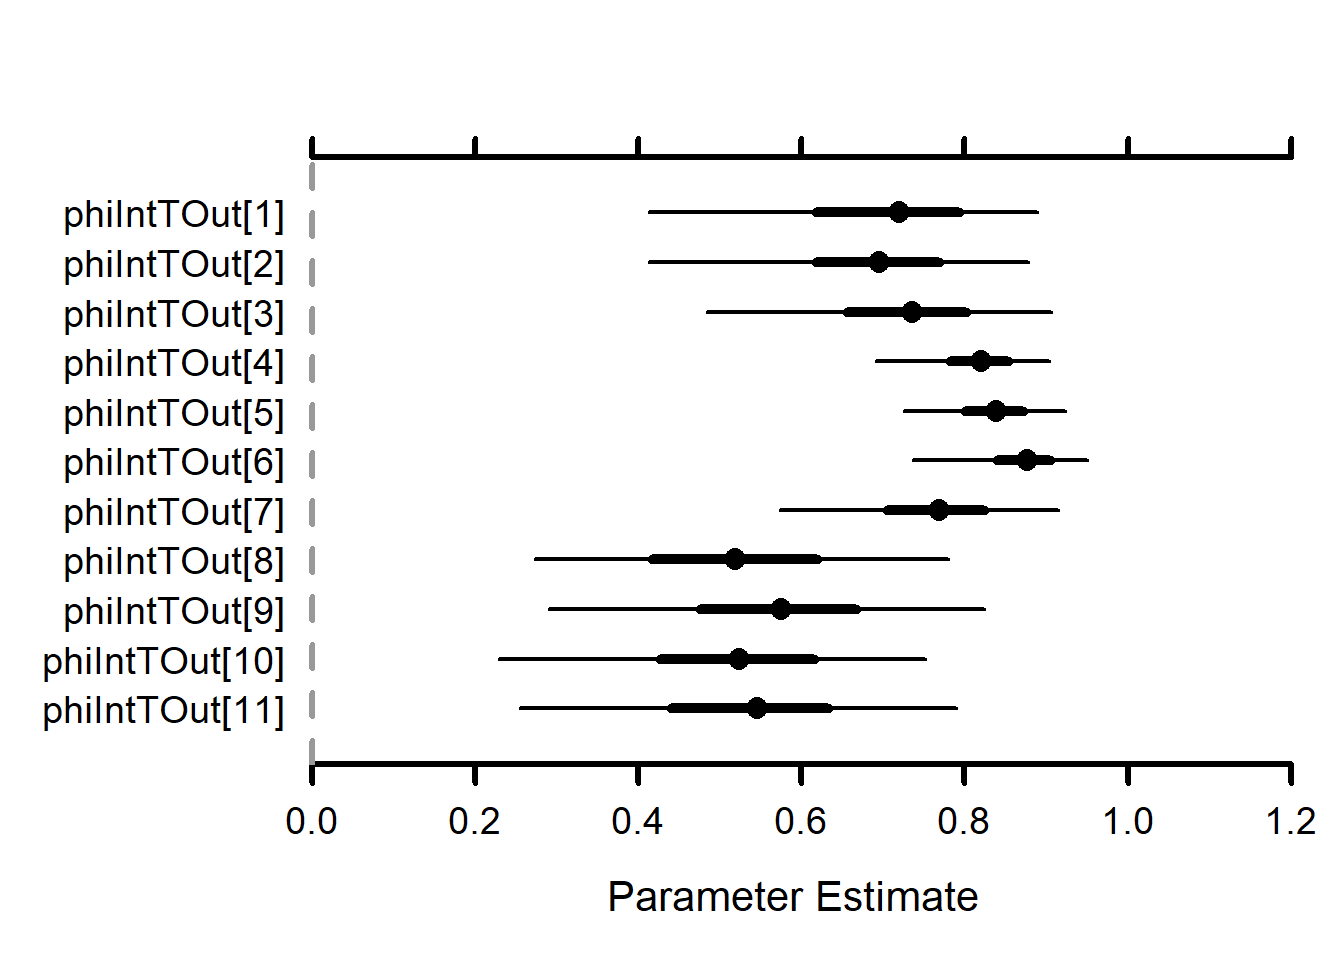 phiIntTOut[1]
phiIntTOut[2]
phiIntTOut[3]
phiIntTOut[4]
phiIntTOut[5]
phiIntTOut[6]
phiIntTOut[7]
phiIntTOut[8]
phiIntTOut[9]
phiIntTOut[10]
phiIntTOut[11]
0.0 0.2 0.4 0.6 0.8 1.0 1.2
Parameter Estimate